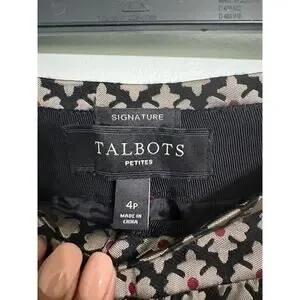 SIGNATURE
TALBOTS
PETITES
4P
MADE IN
CHINA